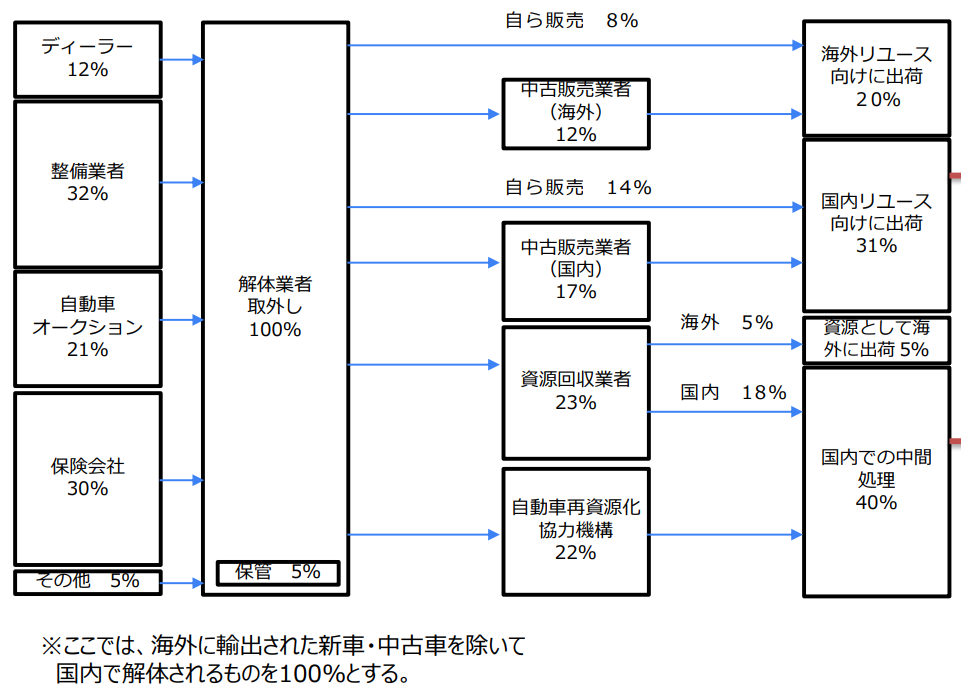 ディーラー
12%
整備業者
32%
自動車
オークション
21%
保険会社
30%
その他　5%
解体業者
取外し
100%
保管　5%
自ら販売　8%
中古販売業者
（海外）
12%
自ら販売　14%
中古販売業者
（国内）
17%
資源回収業者
23%
海外　5%
国内　18%
自動車再資源化
協力機構
22%
海外リユース
向けに出荷
20%
国内リユース
向けに出荷
31%
資源として海
外に出荷 5%
国内での中間
処理
40%
※ここでは、海外に輸出された新車・中古車を除いて
国内で解体されるものを100%とする。